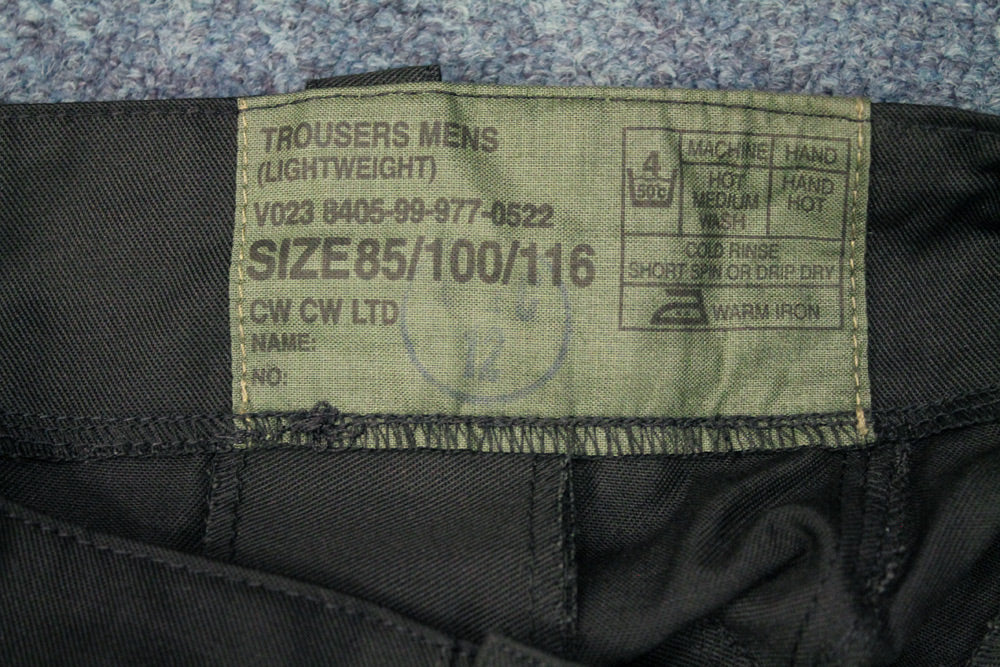 TROUSERS MENS
(LIGHTWEIGHT)
V023 8405-99-977-0522
SIZE 85/100/116
CW CW LTD
NAME:
NO:
12
4
50°C
MACHINE
HAND
HOT
MEDIUM
WASH
HAND
HOT
COLD RINSE
SHORT SPIN OR DRIP DRY
WARM IRON